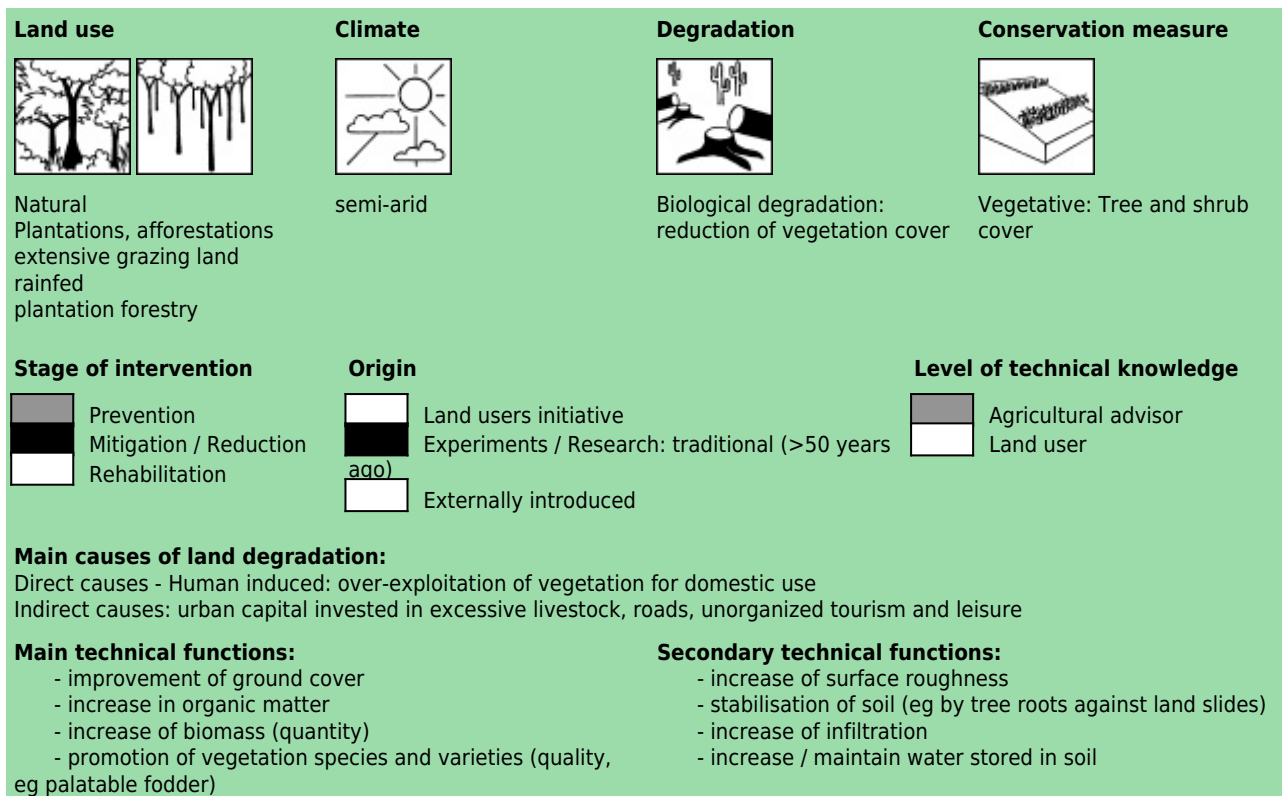 Land use
Climate
Degradation
Conservation measure
Natural
Plantations, afforestations
extensive grazing land
rainfed
plantation forestry
semi-arid
Biological degradation:
reduction of vegetation cover
Vegetative: Tree and shrub
cover
Stage of intervention
Prevention
Mitigation / Reduction
Rehabilitation
Origin
Land users initiative
Experiments / Research: traditional (>50 years
ago)
Externally introduced
Level of technical knowledge
Agricultural advisor
Land user
Main causes of land degradation:
Direct causes - Human induced: over-exploitation of vegetation for domestic use
Indirect causes: urban capital invested in excessive livestock, roads, unorganized tourism and leisure
Main technical functions:
- improvement of ground cover
- increase in organic matter
- increase of biomass (quantity)
- promotion of vegetation species and varieties (quality,
eg palatable fodder)
Secondary technical functions:
- increase of surface roughness
- stabilisation of soil (eg by tree roots against land slides)
- increase of infiltration
- increase / maintain water stored in soil